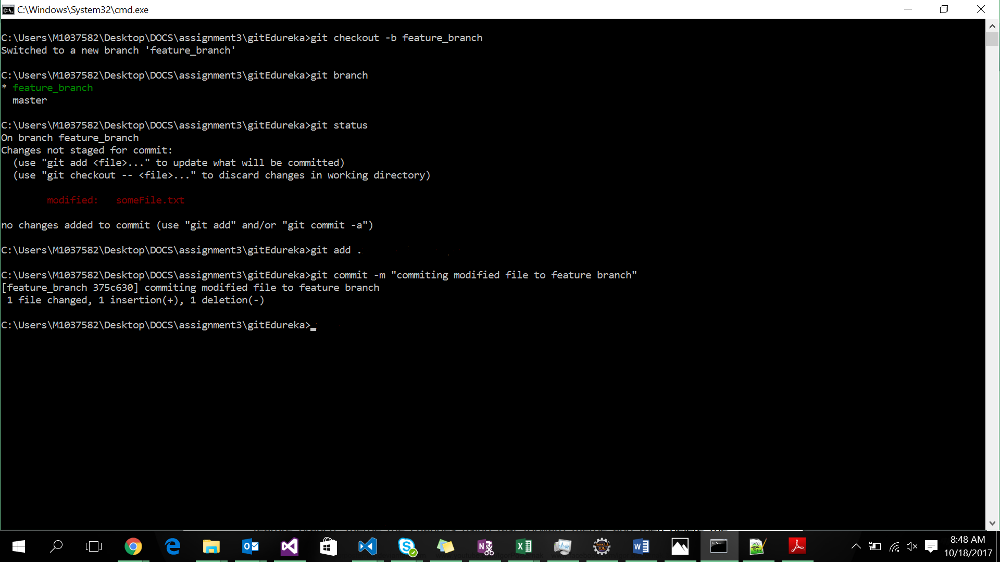 C:\Windows\System32\cmd.exe
C:\Users\M1037582\Desktop\DOCS\assignment3\gitEdureka>git checkout -b feature_branch
Switched to a new branch 'feature_branch'
C:\Users\M1037582\Desktop\DOCS\assignment3\gitEdureka>git branch
* feature_branch
master
C:\Users\M1037582\Desktop\DOCS\assignment3\gitEdureka>git status
On branch feature_branch
Changes not staged for commit:
(use "git add <file>..." to update what will be committed)
(use "git checkout -- <file>..." to discard changes in working directory)
modified:   someFile.txt
no changes added to commit (use "git add" and/or "git commit -a")
C:\Users\M1037582\Desktop\DOCS\assignment3\gitEdureka>git add .
C:\Users\M1037582\Desktop\DOCS\assignment3\gitEdureka>git commit -m "commiting modified file to feature branch"
[feature_branch 375c630] commiting modified file to feature branch
1 file changed, 1 insertion(+), 1 deletion(-)
C:\Users\M1037582\Desktop\DOCS\assignment3\gitEdureka>
8:48 AM
10/18/2017